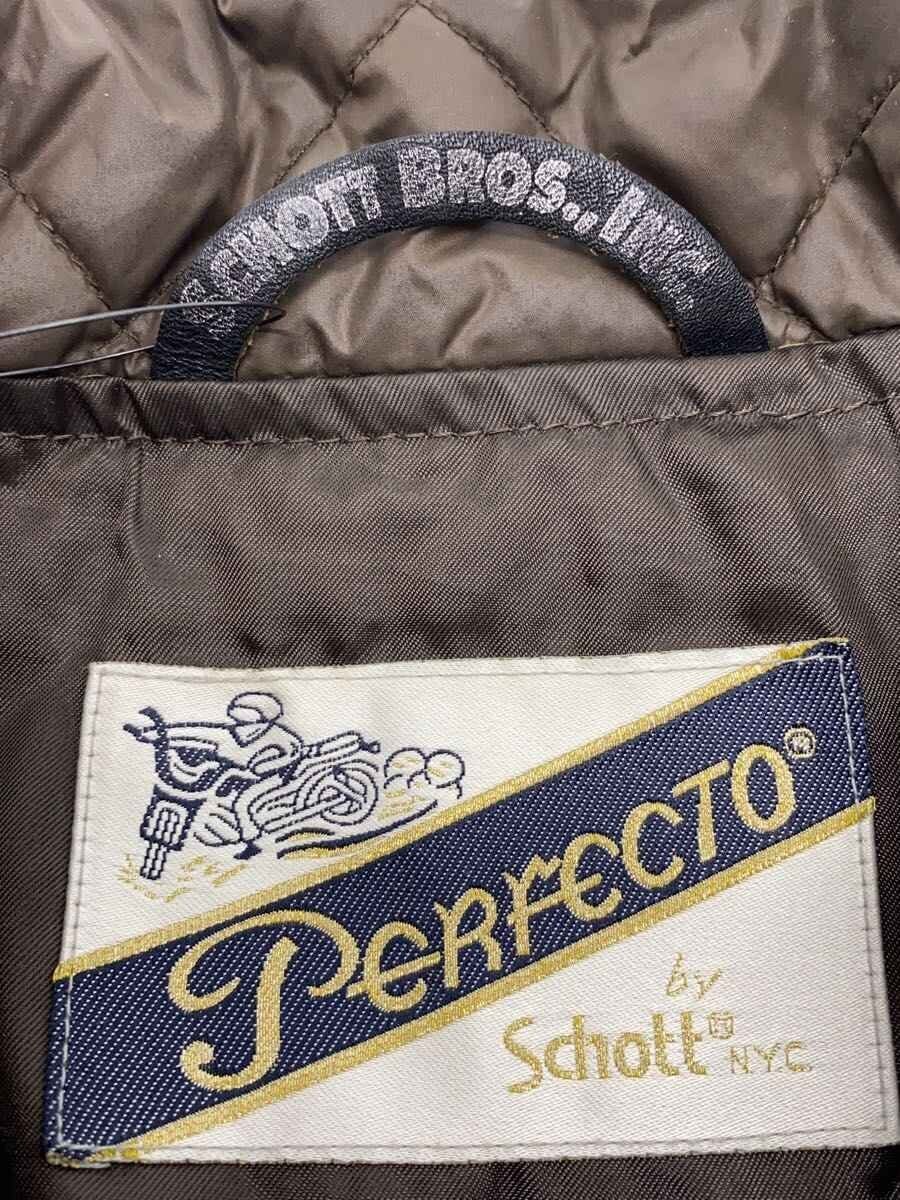 SCHOTT BROS., INC.
PERFECTO®
by
Schott®
N.Y.C.